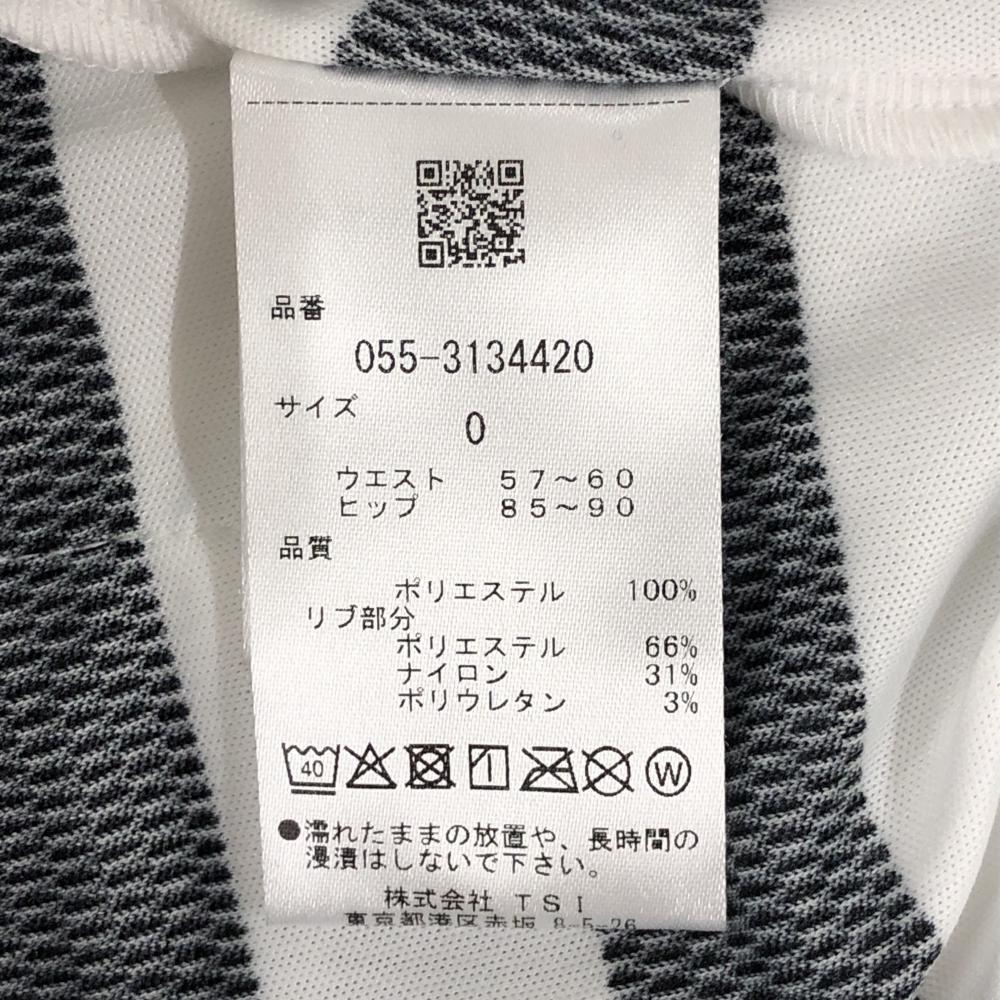 品番
055-3134420
サイズ
0
ウエスト 57～60
ヒップ 85～90
品質
ポリエステル 100%
リブ部分
ポリエステル 66%
ナイロン 31%
ポリウレタン 3%
40 W
●濡れたままの放置や、長時間の
浸漬はしないで下さい。
株式会社 TSI
東京都港区赤坂 8-5-26